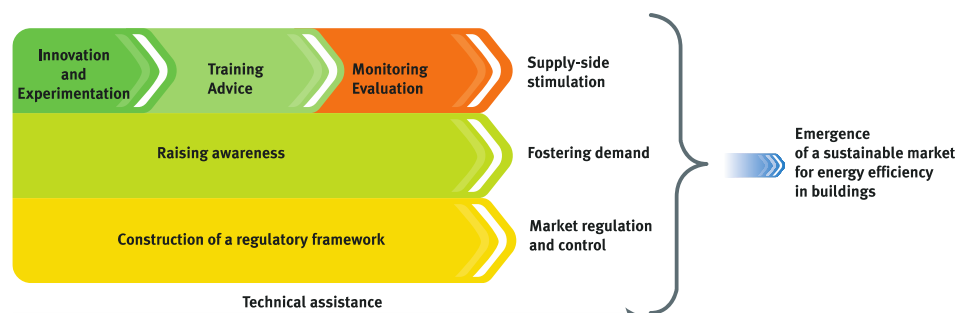 Innovation
and
Experimentation
Training
Advice
Monitoring
Evaluation
Supply-side
stimulation
Raising awareness
Fostering demand
Construction of a regulatory framework
Market regulation
and control
Technical assistance
Emergence
of a sustainable market
for energy efficiency
in buildings